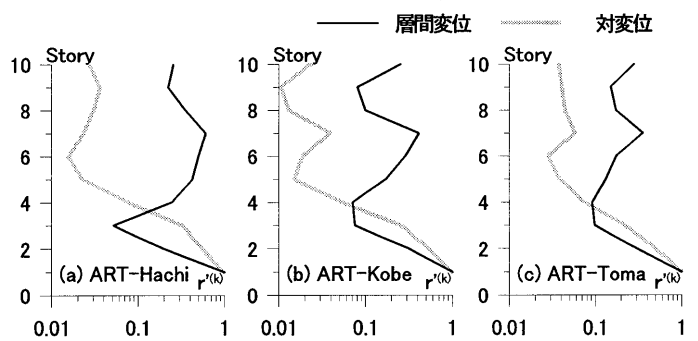 層間変位 対変位
Story Story Story
10 10 10
8 8 8
6 6 6
4 4 4
2 2 2
0 0 0
(a) ART-Hachi r'(k) (b) ART-Kobe r'(k) (c) ART-Toma r'(k)
0.01 0.1 1 0.01 0.1 1 0.01 0.1 1